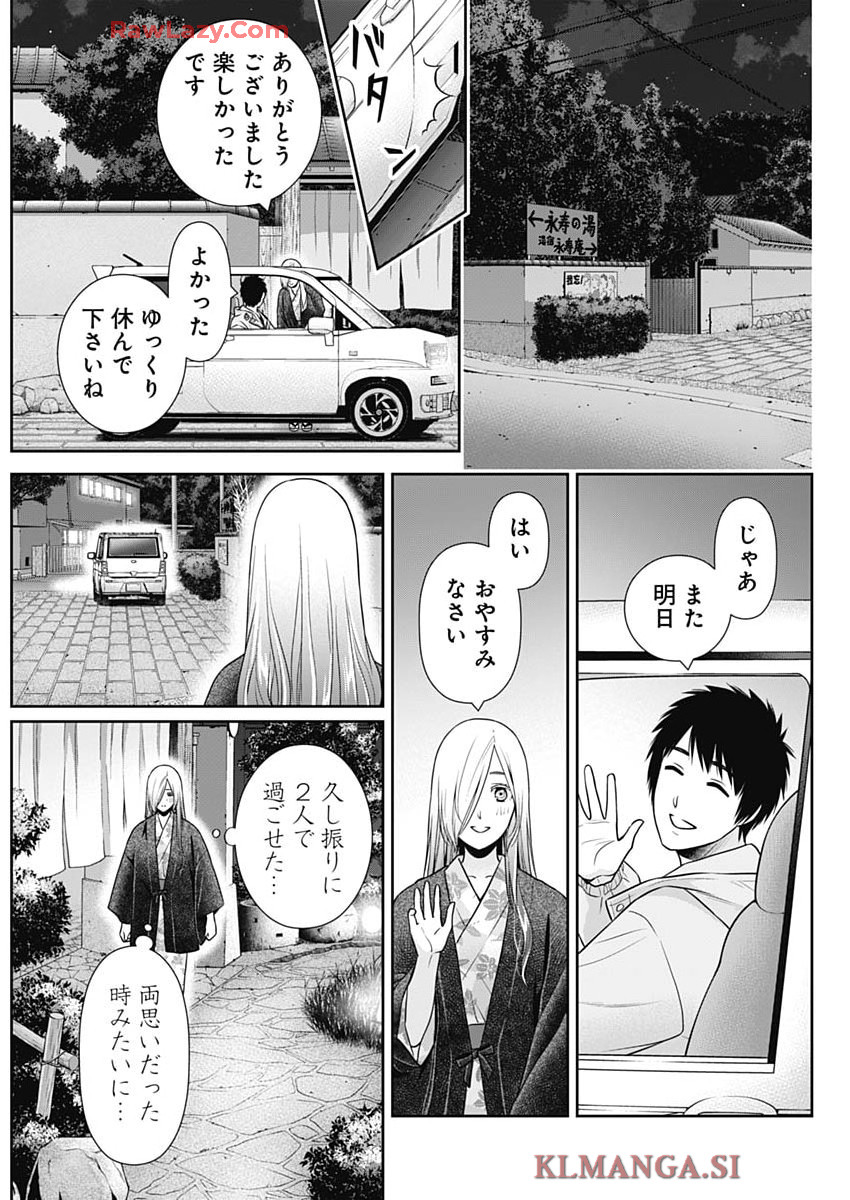 ←永寿の湯
湯宿 永寿庵→
推忘!
バタン
RawLazy.Com
ありがとう
ございました
楽しかった
です
よかった
ゆっくり
休んで
下さいね
じゃあ
また
明日
はい
おやすみ
なさい
久し振りに
2人で
過ごせた…
両思いだった
時みたいに…
KLMANGA.SI